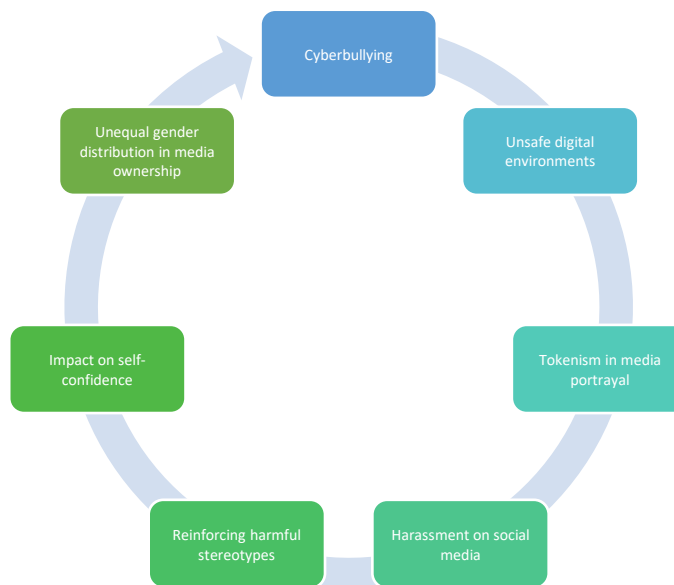 Cyberbullying
Unsafe digital
environments
Tokenism in media
portrayal
Harassment on social
media
Reinforcing harmful
stereotypes
Impact on self-
confidence
Unequal gender
distribution in media
ownership